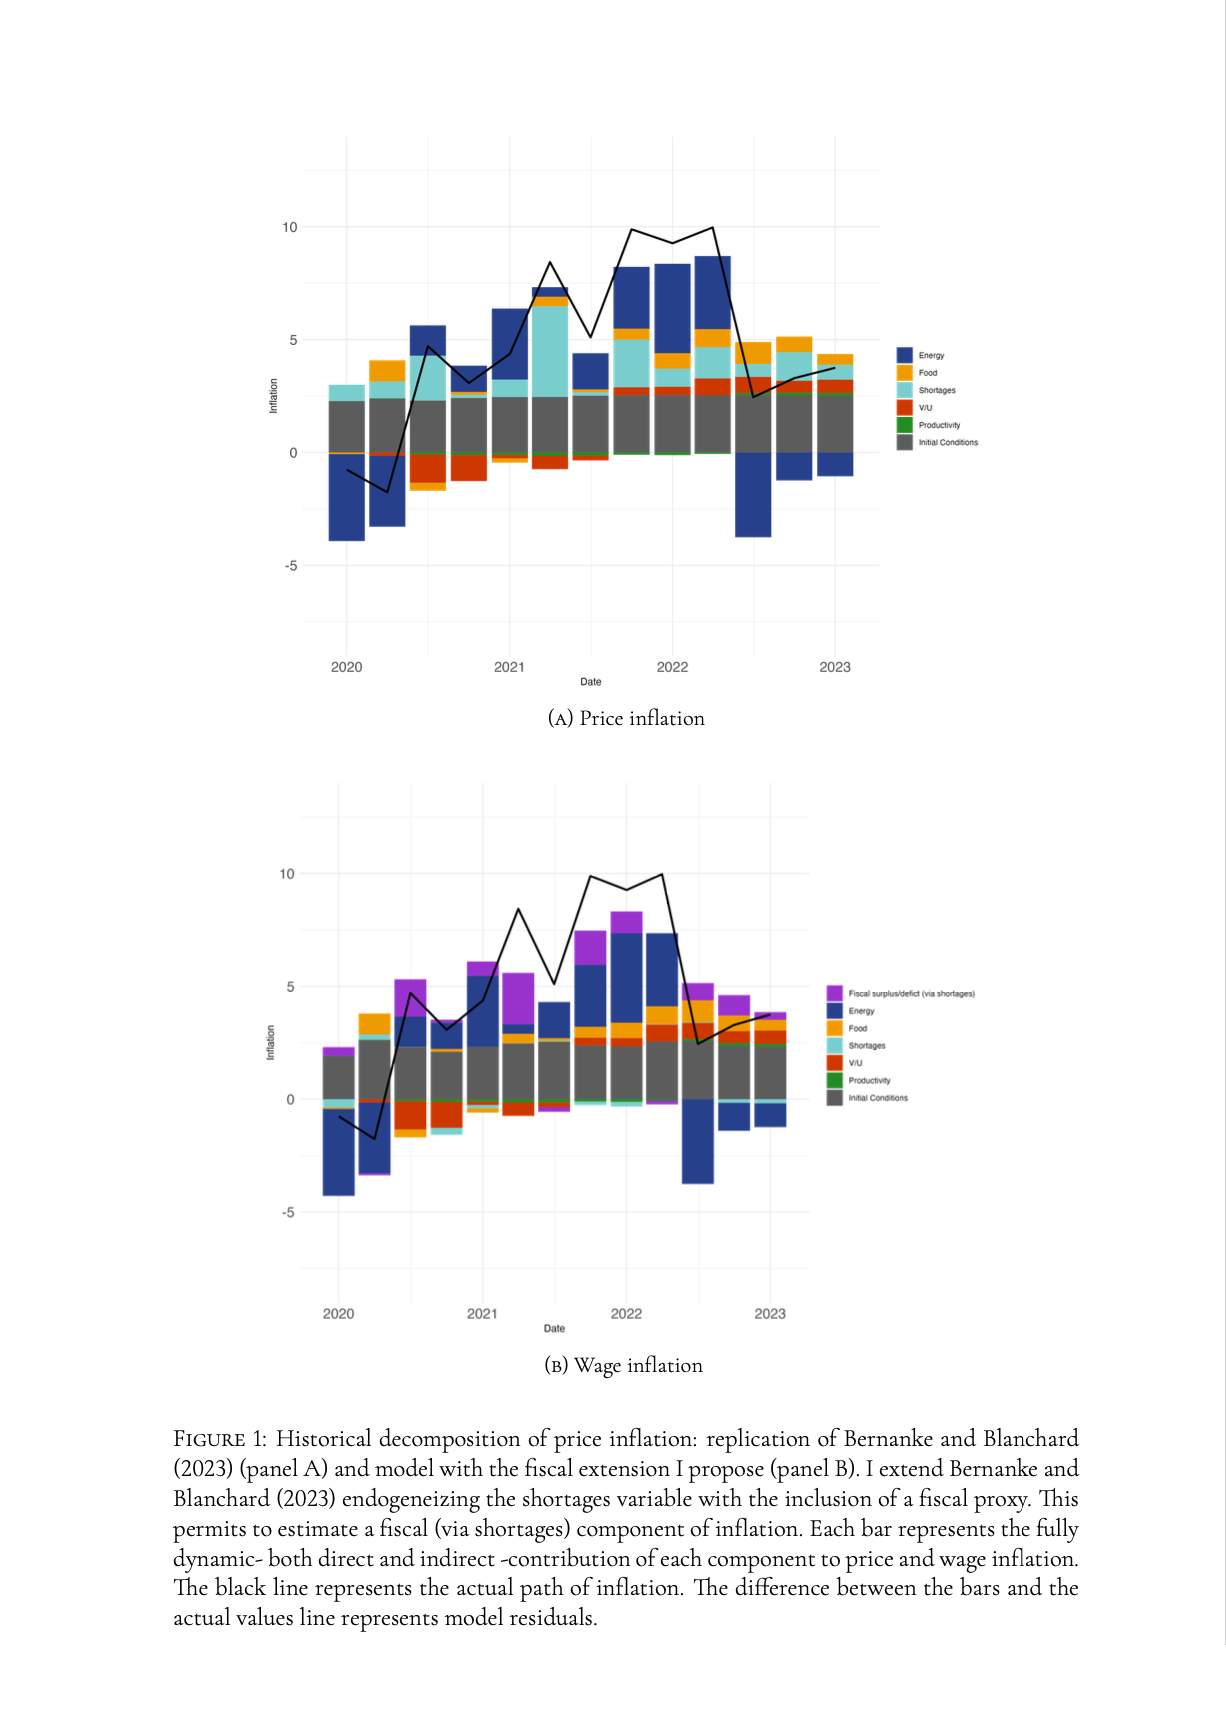 10
5
0
-5
Inflation
2020
2021
2022
2023
Date
Energy
Food
Shortages
V/U
Productivity
Initial Conditions
(A) Price inflation
10
5
0
-5
Inflation
2020
2021
2022
2023
Date
Fiscal surplus/defict (via shortages)
Energy
Food
Shortages
V/U
Productivity
Initial Conditions
(B) Wage inflation
FIGURE 1: Historical decomposition of price inflation: replication of Bernanke and Blanchard
(2023) (panel A) and model with the fiscal extension I propose (panel B). I extend Bernanke and
Blanchard (2023) endogeneizing the shortages variable with the inclusion of a fiscal proxy. This
permits to estimate a fiscal (via shortages) component of inflation. Each bar represents the fully
dynamic- both direct and indirect -contribution of each component to price and wage inflation.
The black line represents the actual path of inflation. The difference between the bars and the
actual values line represents model residuals.